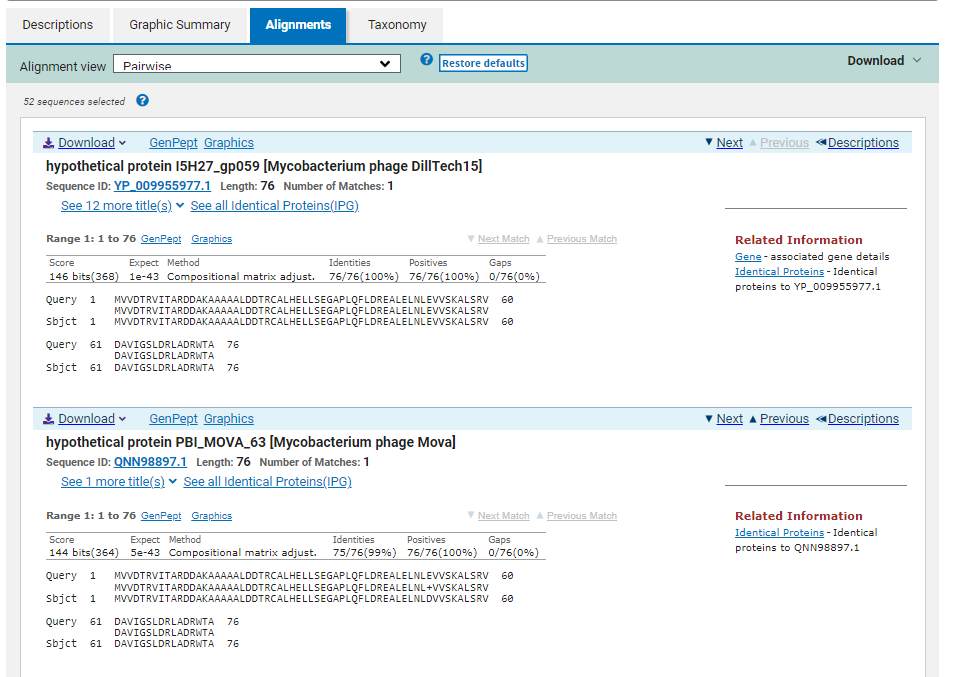 Descriptions Graphic Summary Alignments Taxonomy
Alignment view Pairwise ? Restore defaults Download
52 sequences selected ?
Download GenPept Graphics Next Previous Descriptions
hypothetical protein I5H27_gp059 [Mycobacterium phage DillTech15]
Sequence ID: YP_009955977.1 Length: 76 Number of Matches: 1
See 12 more title(s) See all Identical Proteins(IPG)
Range 1: 1 to 76 GenPept Graphics Next Match Previous Match
Score Expect Method Identities Positives Gaps
146 bits(368) 1e-43 Compositional matrix adjust. 76/76(100%) 76/76(100%) 0/76(0%)
Query 1 MVVDTRVITARDDAKAAAAALDDTRCALHELLSEGAPLQFLDREALELNLEVVSKALSRV 60
MVVDTRVITARDDAKAAAAALDDTRCALHELLSEGAPLQFLDREALELNLEVVSKALSRV
Sbjct 1 MVVDTRVITARDDAKAAAAALDDTRCALHELLSEGAPLQFLDREALELNLEVVSKALSRV 60
Query 61 DAVIGSLDRLADRWTA 76
DAVIGSLDRLADRWTA
Sbjct 61 DAVIGSLDRLADRWTA 76
Related Information
Gene - associated gene details
Identical Proteins - Identical
proteins to YP_009955977.1
Download GenPept Graphics Next Previous Descriptions
hypothetical protein PBI_MOVA_63 [Mycobacterium phage Mova]
Sequence ID: QNN98897.1 Length: 76 Number of Matches: 1
See 1 more title(s) See all Identical Proteins(IPG)
Range 1: 1 to 76 GenPept Graphics Next Match Previous Match
Score Expect Method Identities Positives Gaps
144 bits(364) 5e-43 Compositional matrix adjust. 75/76(99%) 76/76(100%) 0/76(0%)
Query 1 MVVDTRVITARDDAKAAAAALDDTRCALHELLSEGAPLQFLDREALELNLEVVSKALSRV 60
MVVDTRVITARDDAKAAAAALDDTRCALHELLSEGAPLQFLDREALELNL+VVSKALSRV
Sbjct 1 MVVDTRVITARDDAKAAAAALDDTRCALHELLSEGAPLQFLDREALELNLDVVSKALSRV 60
Query 61 DAVIGSLDRLADRWTA 76
DAVIGSLDRLADRWTA
Sbjct 61 DAVIGSLDRLADRWTA 76
Related Information
Identical Proteins - Identical
proteins to QNN98897.1